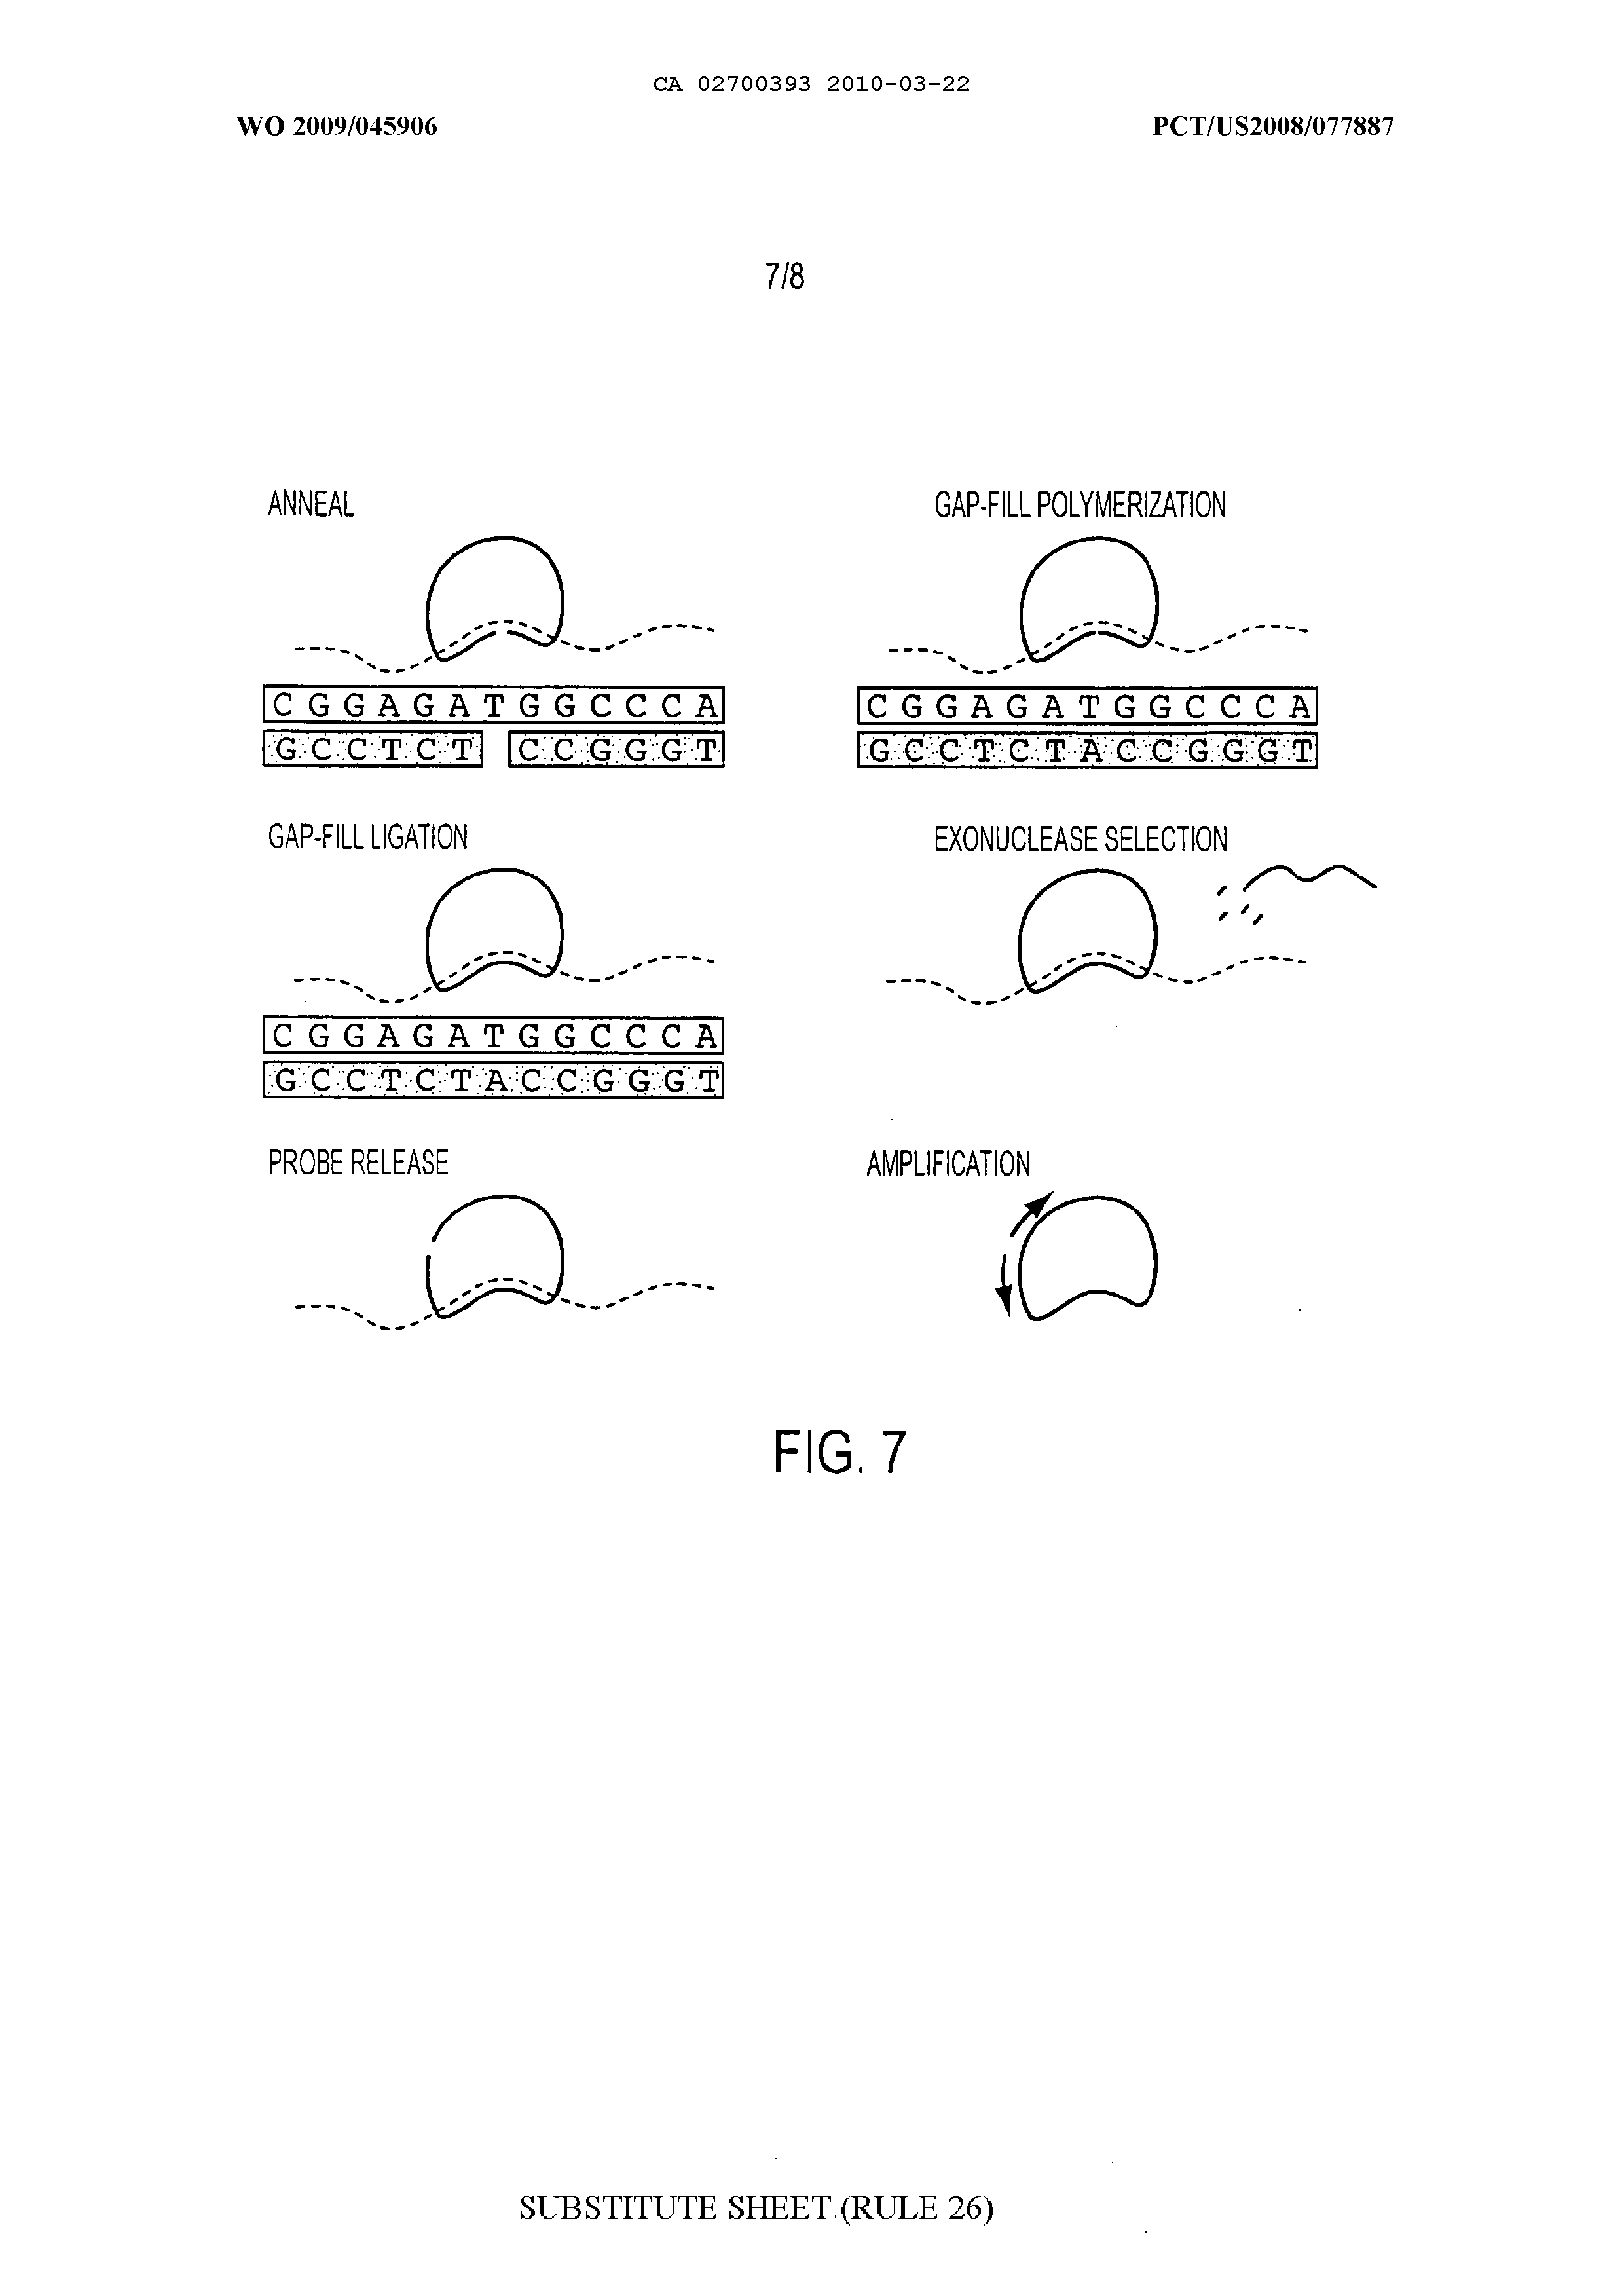 CA 02700393 2010-03-22
WO 2009/045906 PCT/US2008/077887
7/8
ANNEAL
GAP-FILL POLYMERIZATION
C G G A G A T G G C C C A
G C C T C T C C G G G T
C G G A G A T G G C C C A
G C C T C T A C C G G G T
GAP-FILL LIGATION
EXONUCLEASE SELECTION
C G G A G A T G G C C C A
G C C T C T A C C G G G T
PROBE RELEASE
AMPLIFICATION
FIG. 7
SUBSTITUTE SHEET (RULE 26)